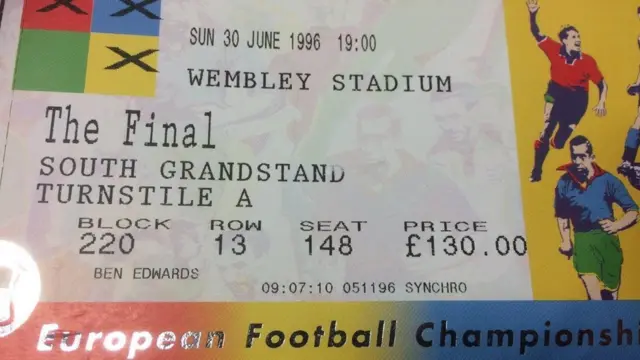 SUN 30 JUNE 1996 19:00
WEMBLEY STADIUM
The Final
SOUTH GRANDSTAND
TURNSTILE A
BLOCK ROW SEAT PRICE
220 13 148 £130.00
BEN EDWARDS
09:07:10 051196 SYNCHRO
European Football Championsh